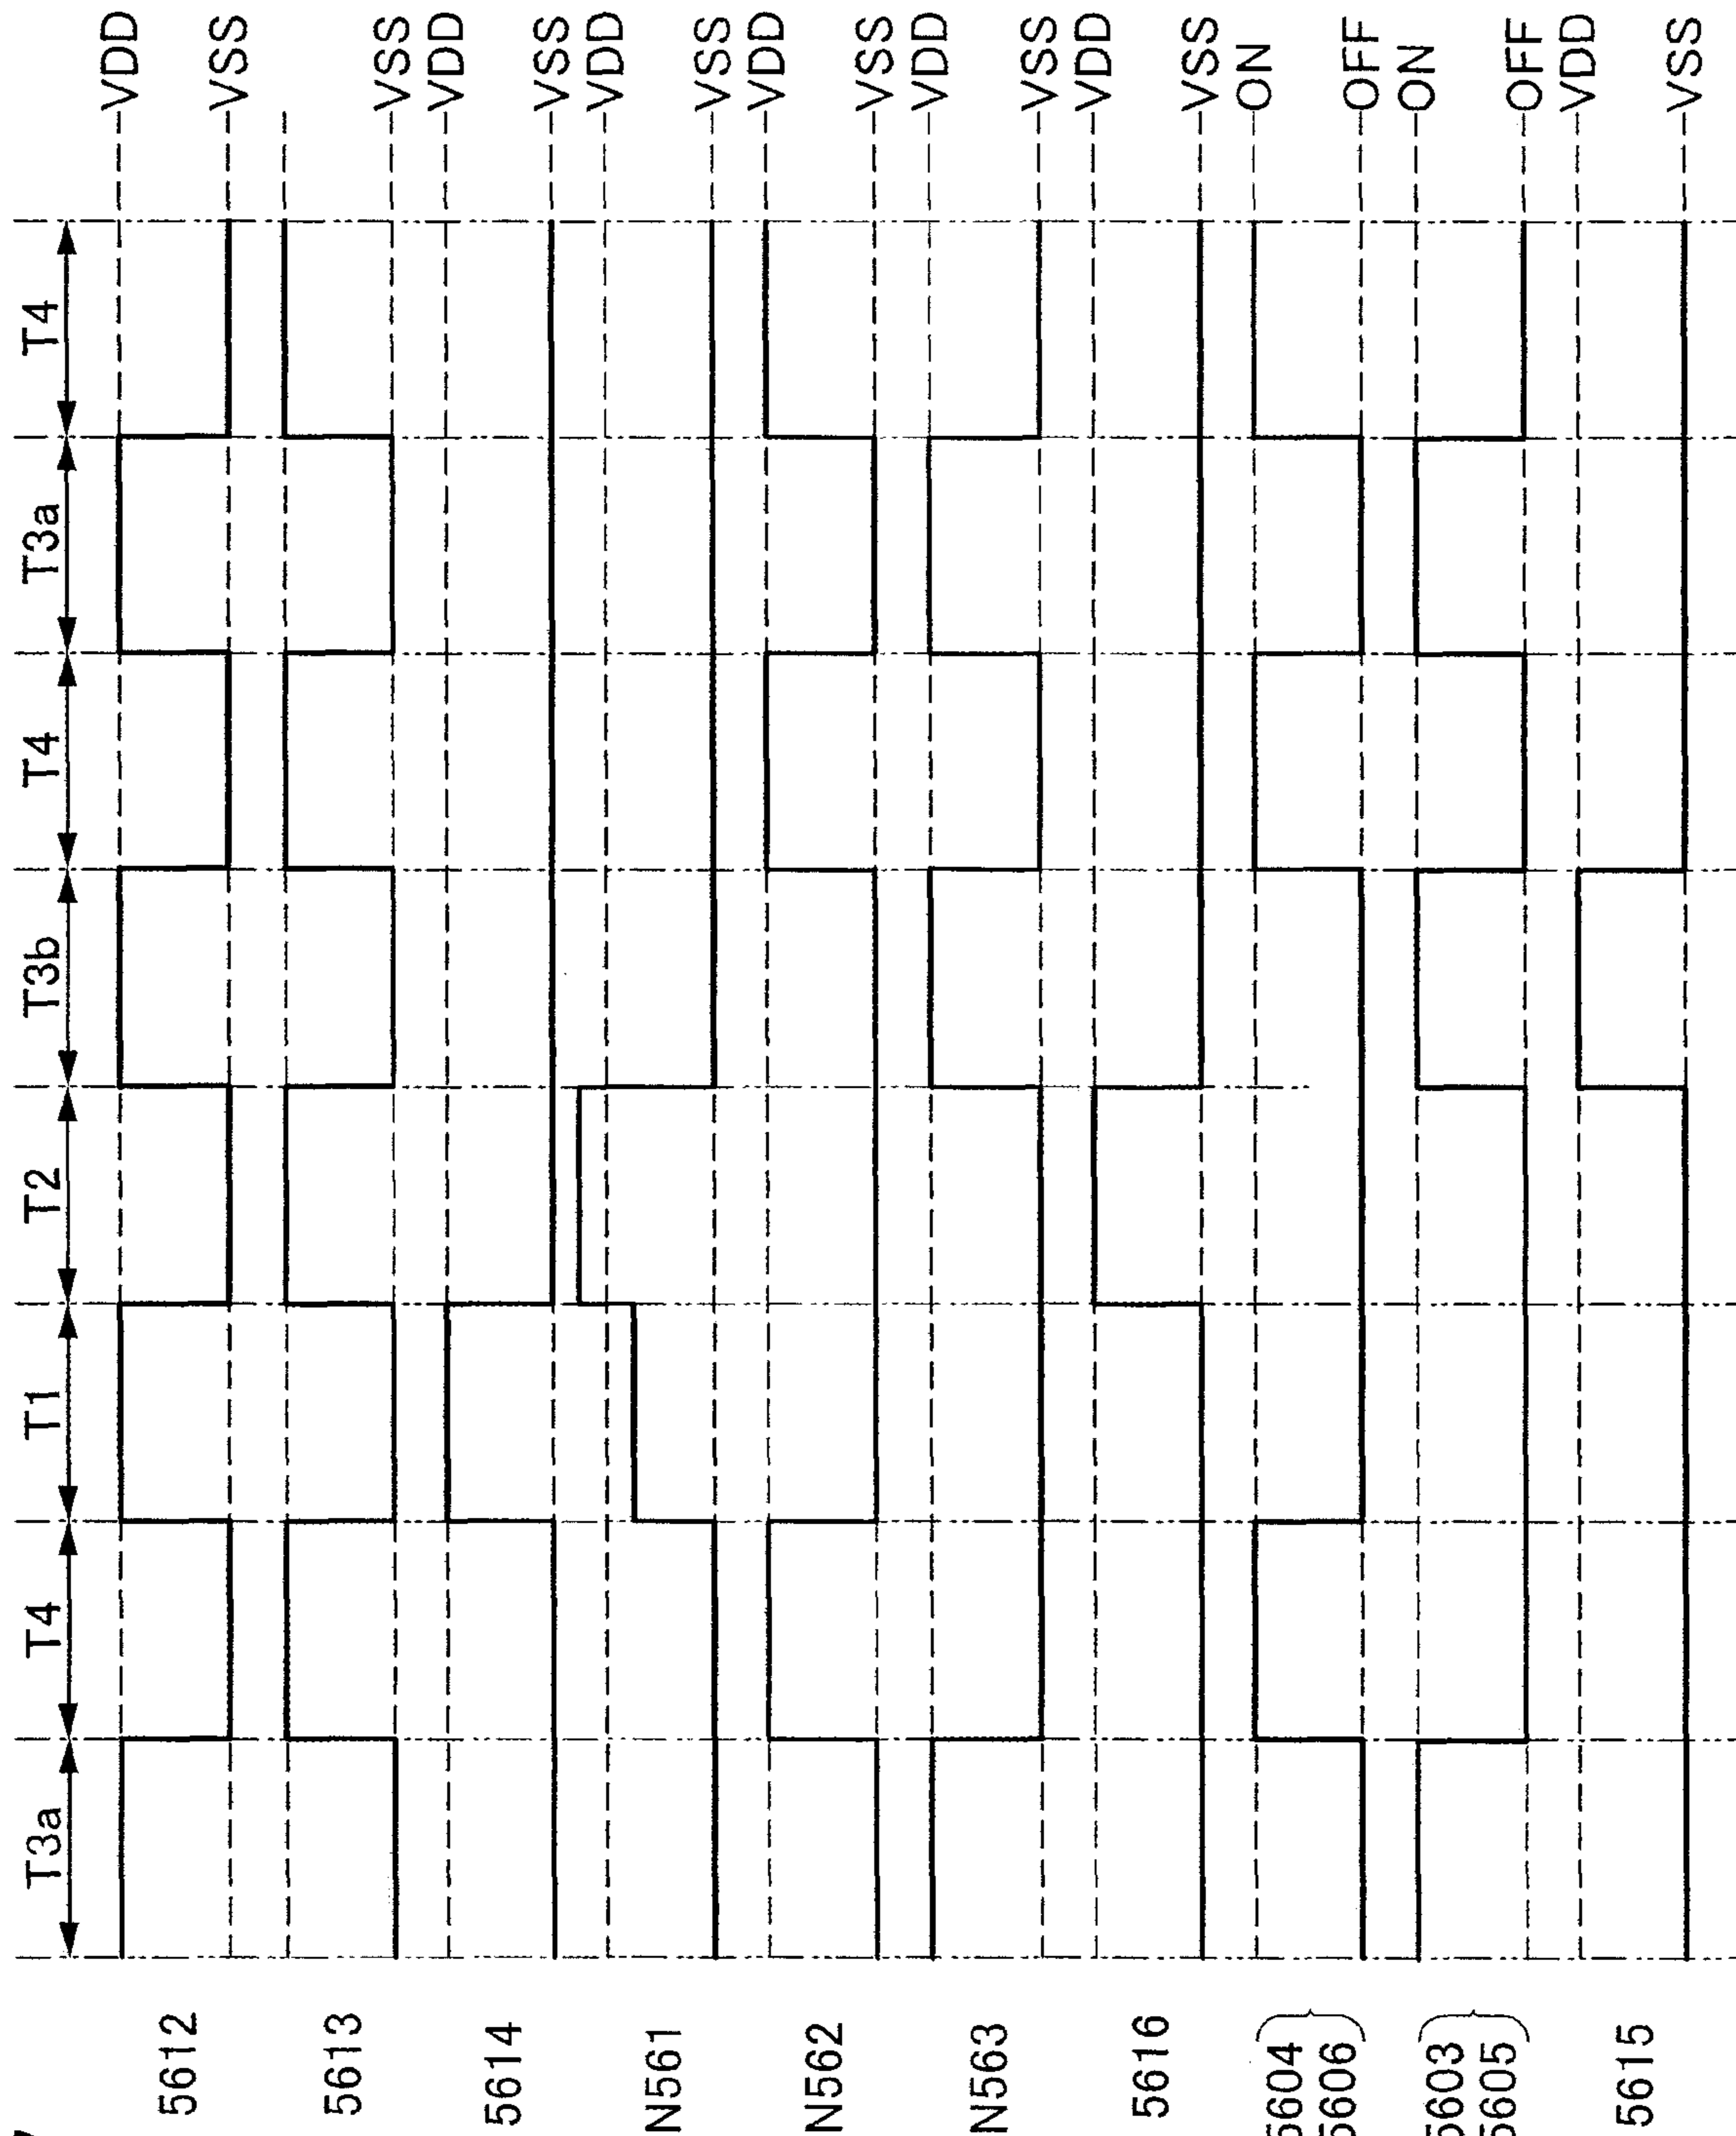 T3a T4 T1 T2 T3b T4 T3a T4
5612 VDD
VSS
5613
VSS
5614 VDD
VSS
N561 VDD
VSS
N562 VDD
VSS
N563 VDD
VSS
5616 VDD
VSS
5604 ON
5606 OFF
5603 ON
5605 OFF
5615 VDD
VSS